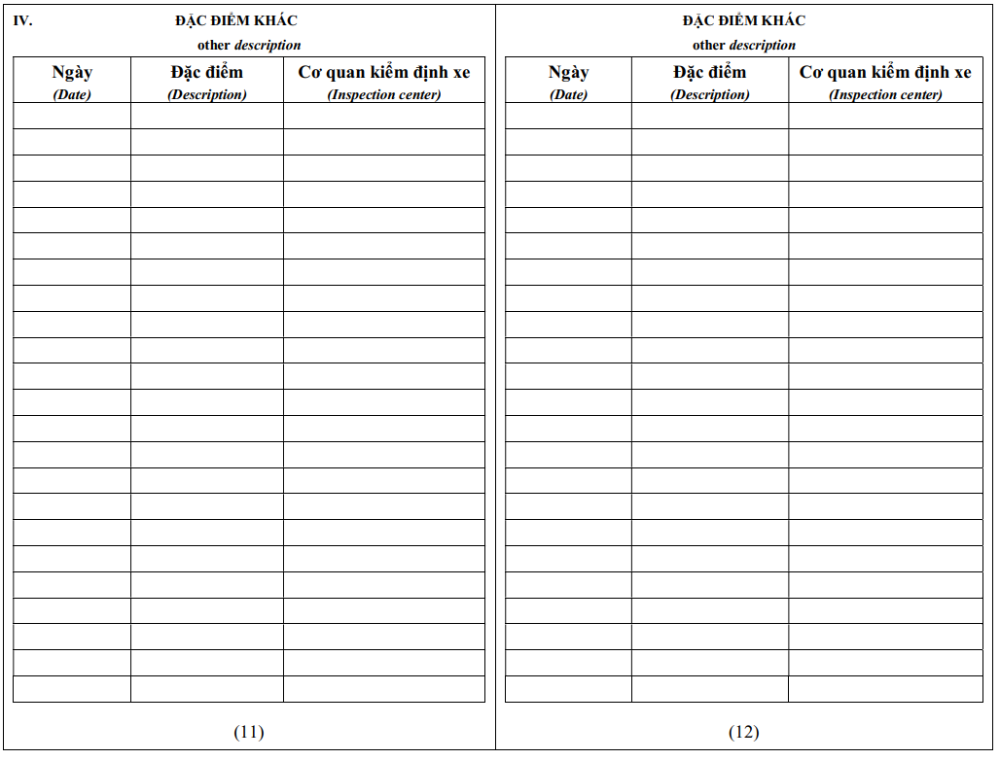 IV. ĐẶC ĐIỂM KHÁC
other description
Ngày Đặc điểm Cơ quan kiểm định xe
(Date) (Description) (Inspection center)
(11)
ĐẶC ĐIỂM KHÁC
other description
Ngày Đặc điểm Cơ quan kiểm định xe
(Date) (Description) (Inspection center)
(12)